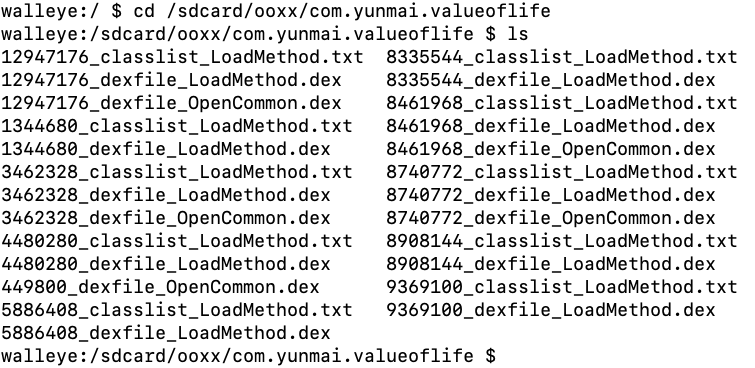 walleye:/ $ cd /sdcard/ooxx/com.yunmai.valueoflife
walleye:/sdcard/ooxx/com.yunmai.valueoflife $ ls
12947176_classlist_LoadMethod.txt  8335544_classlist_LoadMethod.txt
12947176_dexfile_LoadMethod.dex    8335544_dexfile_LoadMethod.dex
12947176_dexfile_OpenCommon.dex    8461968_classlist_LoadMethod.txt
1344680_classlist_LoadMethod.txt   8461968_dexfile_LoadMethod.dex
1344680_dexfile_LoadMethod.dex     8461968_dexfile_OpenCommon.dex
3462328_classlist_LoadMethod.txt   8740772_classlist_LoadMethod.txt
3462328_dexfile_LoadMethod.dex     8740772_dexfile_LoadMethod.dex
3462328_dexfile_OpenCommon.dex     8740772_dexfile_OpenCommon.dex
4480280_classlist_LoadMethod.txt   8908144_classlist_LoadMethod.txt
4480280_dexfile_LoadMethod.dex     8908144_dexfile_LoadMethod.dex
449800_dexfile_OpenCommon.dex      9369100_classlist_LoadMethod.txt
5886408_classlist_LoadMethod.txt   9369100_dexfile_LoadMethod.dex
5886408_dexfile_LoadMethod.dex
walleye:/sdcard/ooxx/com.yunmai.valueoflife $